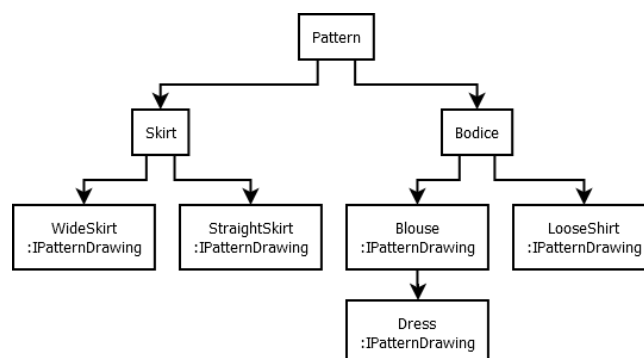 Pattern
Skirt
Bodice
WideSkirt
:IPatternDrawing
StraightSkirt
:IPatternDrawing
Blouse
:IPatternDrawing
LooseShirt
:IPatternDrawing
Dress
:IPatternDrawing